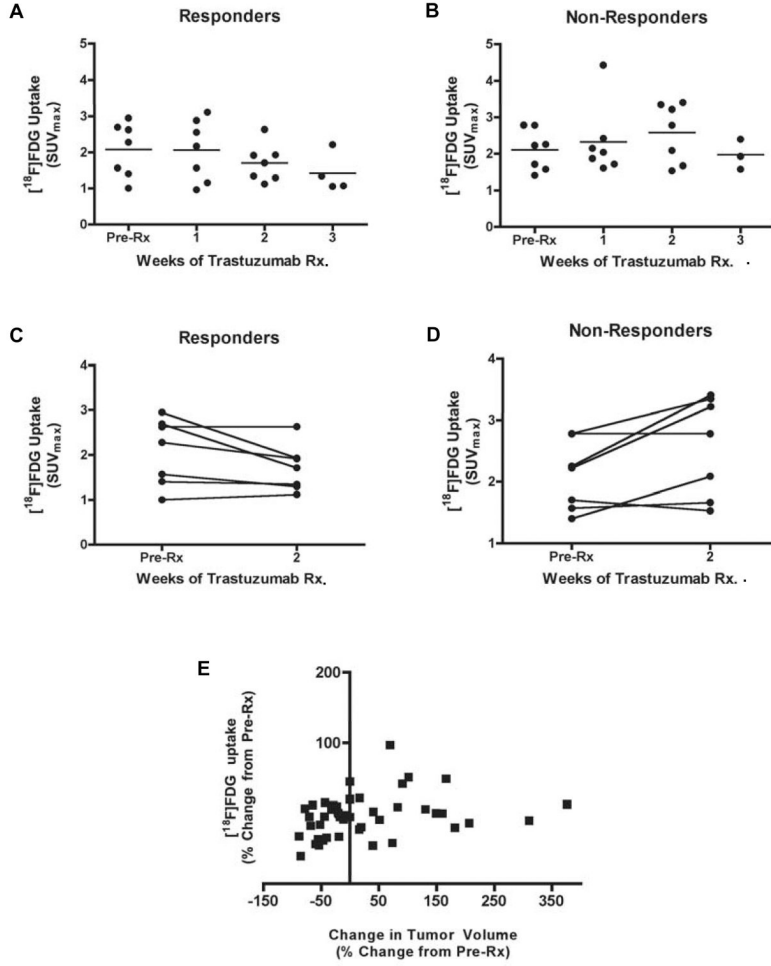 A
Responders
[18F]FDG Uptake
(SUVmax)
5
4
3
2
1
0
Pre-Rx 1 2 3
Weeks of Trastuzumab Rx.
B
Non-Responders
[18F]FDG Uptake
(SUVmax)
5
4
3
2
1
0
Pre-Rx 1 2 3
Weeks of Trastuzumab Rx. .
C
Responders
[18F]FDG Uptake
(SUVmax)
4
3
2
1
0
Pre-Rx 2
Weeks of Trastuzumab Rx.
D
Non-Responders
[18F]FDG Uptake
(SUVmax)
4
3
2
1
Pre-Rx 2
Weeks of Trastuzumab Rx. .
E
[18F]FDG uptake
(% Change from Pre-Rx)
200
100
-150 -50 50 150 250 350
Change in Tumor Volume
(% Change from Pre-Rx)